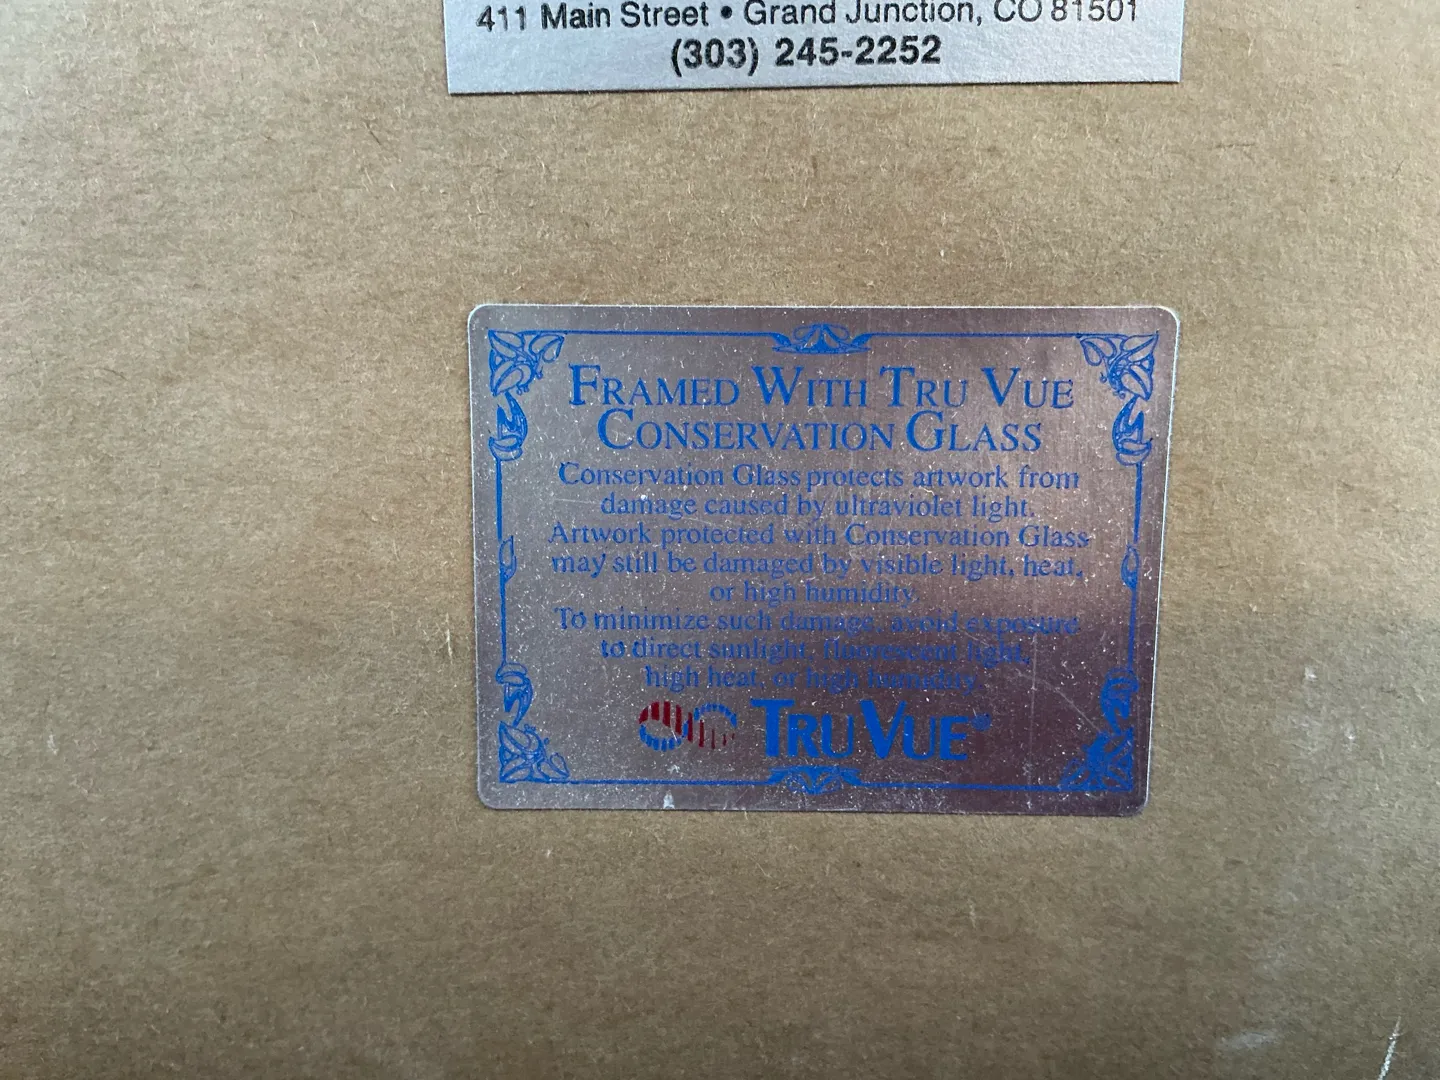 411 Main Street • Grand Junction, CO 81501
(303) 245-2252
FRAMED WITH TRU VUE
CONSERVATION GLASS
Conservation Glass protects artwork from
damage caused by ultraviolet light.
Artwork protected with Conservation Glass
may still be damaged by visible light, heat,
or high humidity.
To minimize such damage, avoid exposure
to direct sunlight, fluorescent light,
high heat, or high humidity.
TRU VUE®